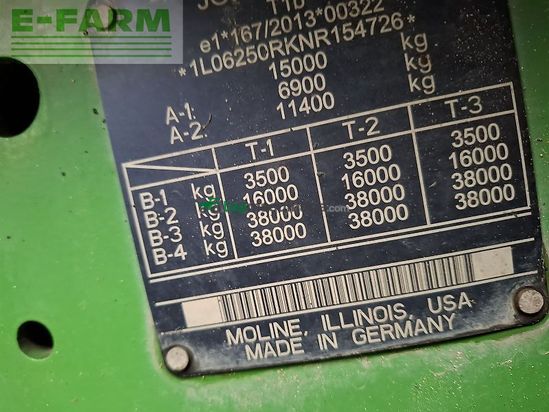 E-FARM
T1b
e1*167/2013*00322
*1L06250RKNR154726*
15000 kg
A-1: 6900 kg
A-2: 11400 kg
T-1 T-2 T-3
B-1 kg 3500 3500 3500
B-2 kg 16000 16000 16000
B-3 kg 38000 38000 38000
B-4 kg 38000 38000 38000
MOLINE, ILLINOIS, USA
MADE IN GERMANY